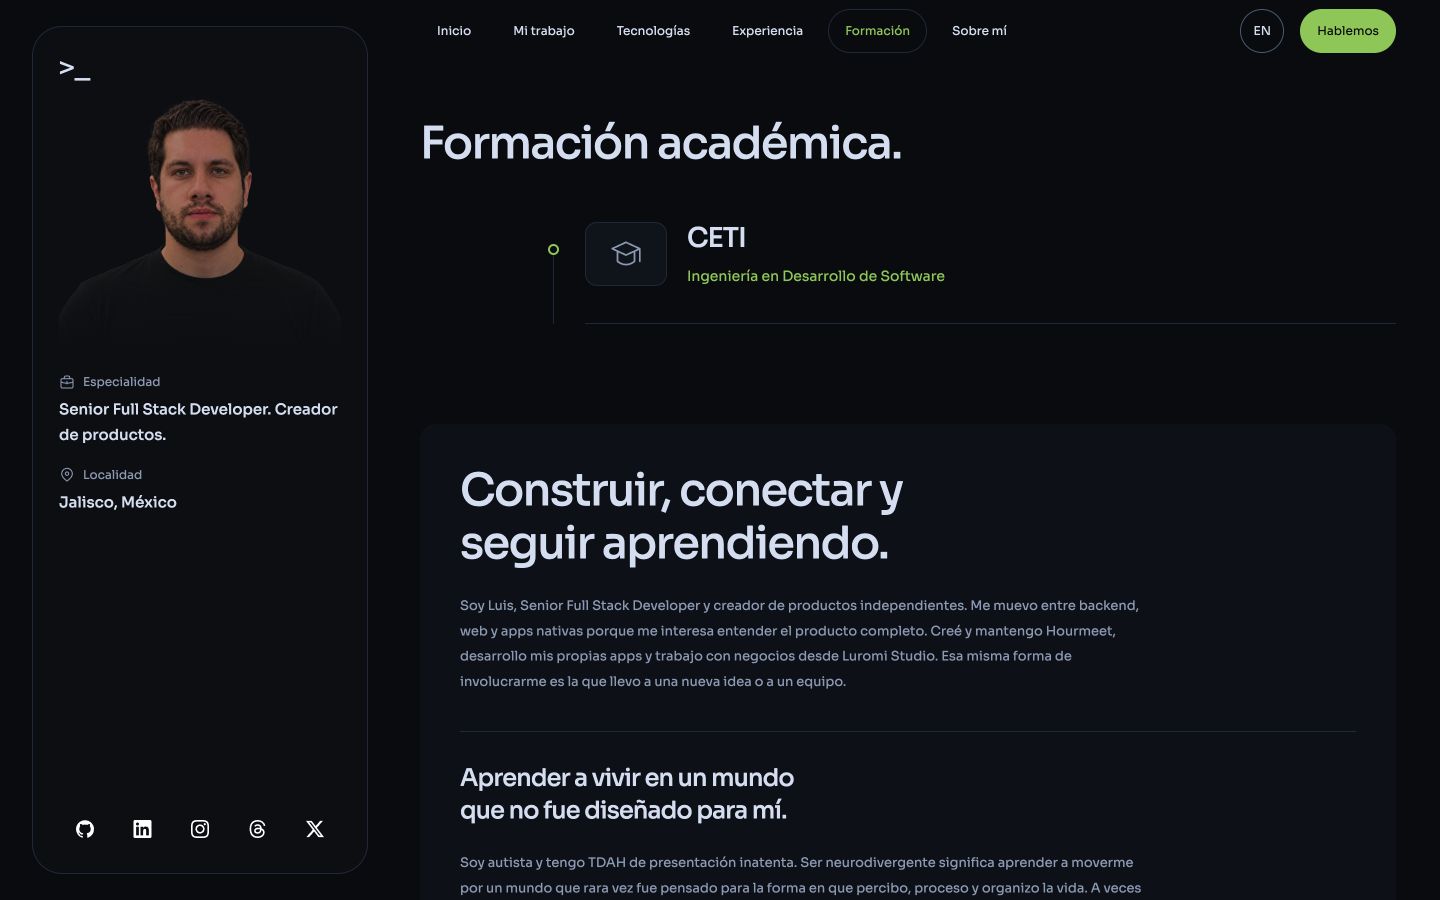 >_
Especialidad
Senior Full Stack Developer. Creador
de productos.
Localidad
Jalisco, México
Inicio
Mi trabajo
Tecnologías
Experiencia
Formación
Sobre mí
EN
Hablemos
Formación académica.
CETI
Ingeniería en Desarrollo de Software
Construir, conectar y
seguir aprendiendo.
Soy Luis, Senior Full Stack Developer y creador de productos independientes. Me muevo entre backend,
web y apps nativas porque me interesa entender el producto completo. Creé y mantengo Hourmeet,
desarrollo mis propias apps y trabajo con negocios desde Luromi Studio. Esa misma forma de
involucrarme es la que llevo a una nueva idea o a un equipo.
Aprender a vivir en un mundo
que no fue diseñado para mí.
Soy autista y tengo TDAH de presentación inatenta. Ser neurodivergente significa aprender a moverme
por un mundo que rara vez fue pensado para la forma en que percibo, proceso y organizo la vida. A veces